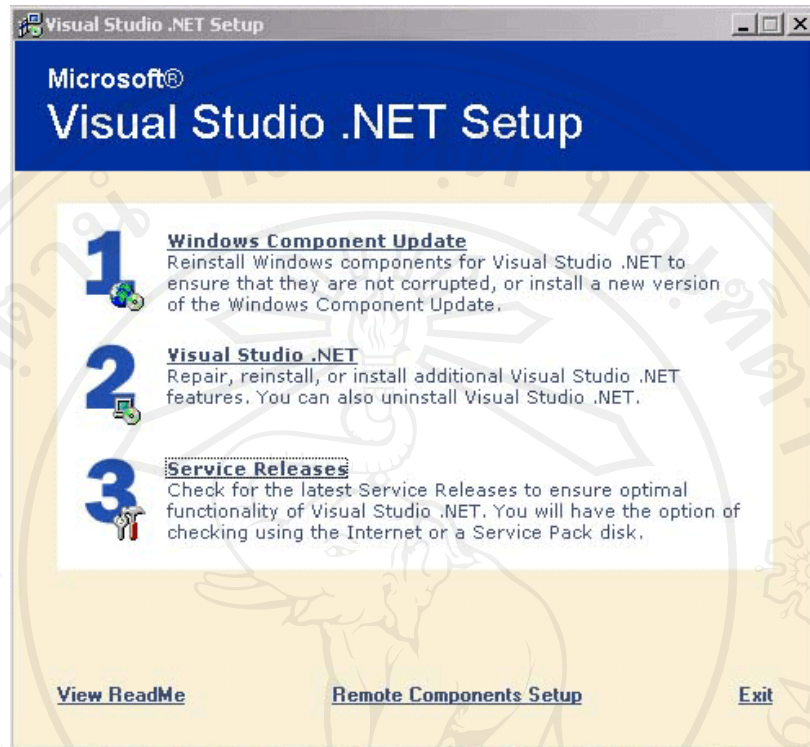 Visual Studio .NET Setup
Microsoft®
Visual Studio .NET Setup
1
Windows Component Update
Reinstall Windows components for Visual Studio .NET to
ensure that they are not corrupted, or install a new version
of the Windows Component Update.
2
Visual Studio .NET
Repair, reinstall, or install additional Visual Studio .NET
features. You can also uninstall Visual Studio .NET.
3
Service Releases
Check for the latest Service Releases to ensure optimal
functionality of Visual Studio .NET. You will have the option of
checking using the Internet or a Service Pack disk.
View ReadMe
Remote Components Setup
Exit